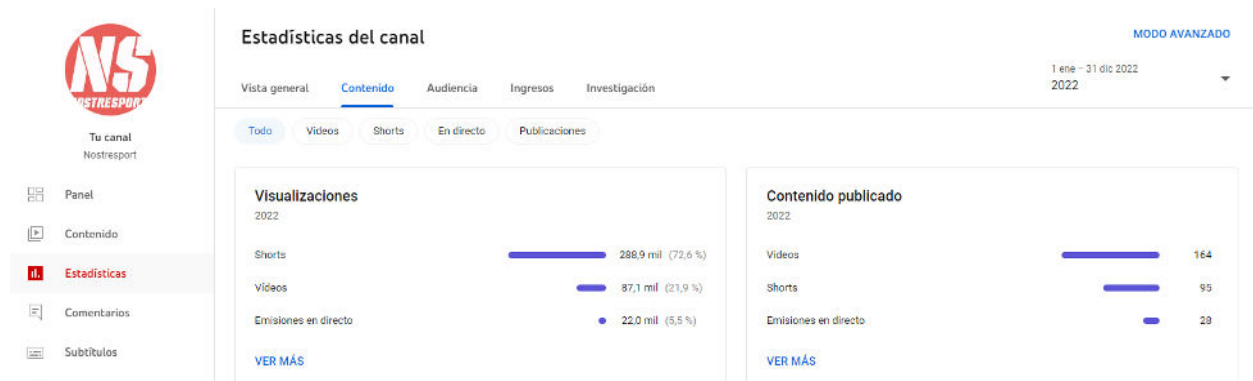 NS
NOSTRESPORT
Tu canal
Nostresport
Panel
Contenido
Estadísticas
Comentarios
Subtítulos
Estadísticas del canal
MODO AVANZADO
Vista general Contenido Audiencia Ingresos Investigación
1 ene – 31 dic 2022
2022
Todo Vídeos Shorts En directo Publicaciones
Visualizaciones
2022
Shorts 288,9 mil (72,6 %)
Vídeos 87,1 mil (21,9 %)
Emisiones en directo 22,0 mil (5,5 %)
VER MÁS
Contenido publicado
2022
Vídeos 164
Shorts 95
Emisiones en directo 28
VER MÁS